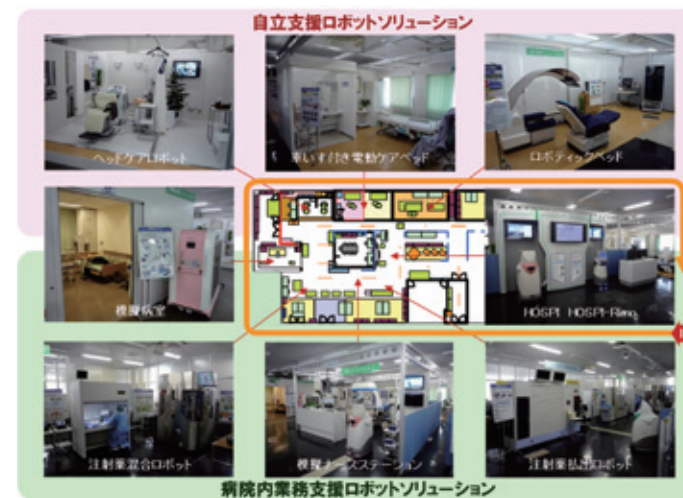 自立支援ロボットソリューション
ヘッドケアロボット
車いす付き電動ケアベッド
ロボティックベッド
模擬病室
HOSPI HOSPI-Rimo
注射薬混合ロボット
模擬ナースステーション
注射薬払出ロボット
病院内業務支援ロボットソリューション